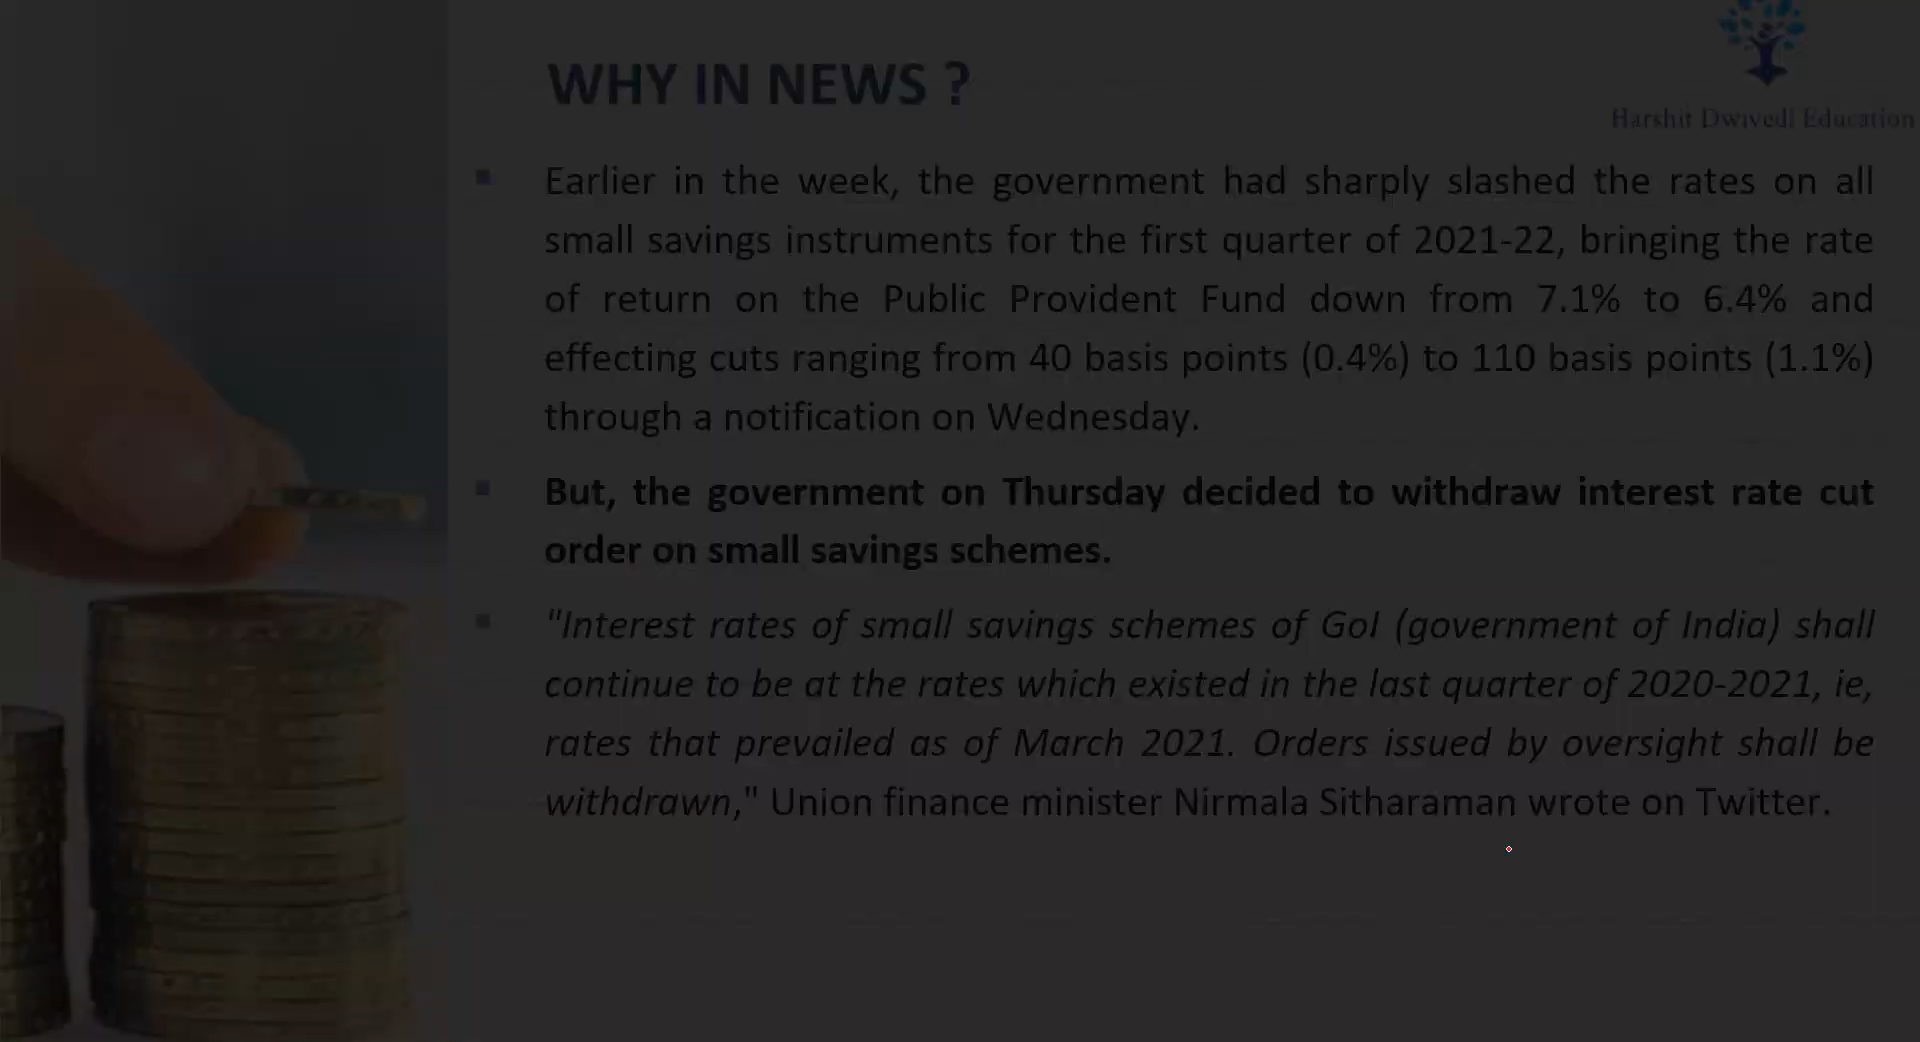 WHY IN NEWS ?
Harshit Dwivedi Education
Earlier in the week, the government had sharply slashed the rates on all
small savings instruments for the first quarter of 2021-22, bringing the rate
of return on the Public Provident Fund down from 7.1% to 6.4% and
effecting cuts ranging from 40 basis points (0.4%) to 110 basis points (1.1%)
through a notification on Wednesday.
But, the government on Thursday decided to withdraw interest rate cut
order on small savings schemes.
"Interest rates of small savings schemes of GoI (government of India) shall
continue to be at the rates which existed in the last quarter of 2020-2021, ie,
rates that prevailed as of March 2021. Orders issued by oversight shall be
withdrawn," Union finance minister Nirmala Sitharaman wrote on Twitter.